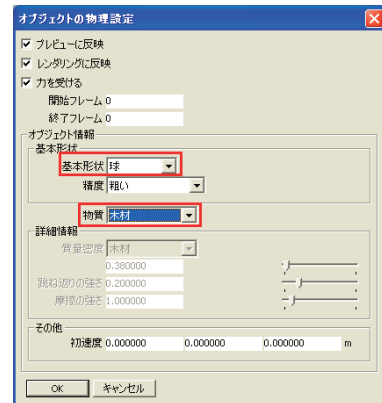 オブジェクトの物理設定
プレビューに反映
レンダリングに反映
力を受ける
開始フレーム 0
終了フレーム 0
オブジェクト情報
基本形状
基本形状 球
精度 粗い
物質 木材
詳細情報
質量密度 木材
0.380000
跳ね返りの強さ 0.200000
摩擦の強さ 1.000000
その他
初速度 0.000000 0.000000 0.000000 m
OK キャンセル